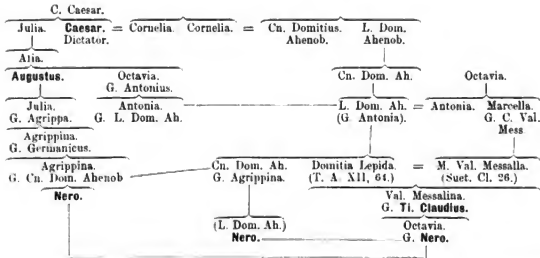 C. Caesar.
Julia. Caesar. = Cornelia. Cornelia. = Cn. Domitius. L. Dom.
Dictator. Ahenob. Ahenob.
Atia.
Augustus. Octavia. Cn. Dom. Ah. Octavia.
G. Antonius.
Julia. Antonia. L. Dom. Ah. = Antonia. Marcella.
G. Agrippa. G. L. Dom. Ah. (G. Antonia). G. C. Val.
Agrippina. Mess
G. Germanicus.
Agrippina. Cn. Dom. Ah. Domitia Lepida. = M. Val. Messalla.
G. Cn. Dom. Ahenob G. Agrippina. (T. A. XII, 64.) (Suet. Cl. 26.)
Nero. Val. Messalina.
G. Ti. Claudius.
(L. Dom. Ah.) Octavia.
Nero. G. Nero.